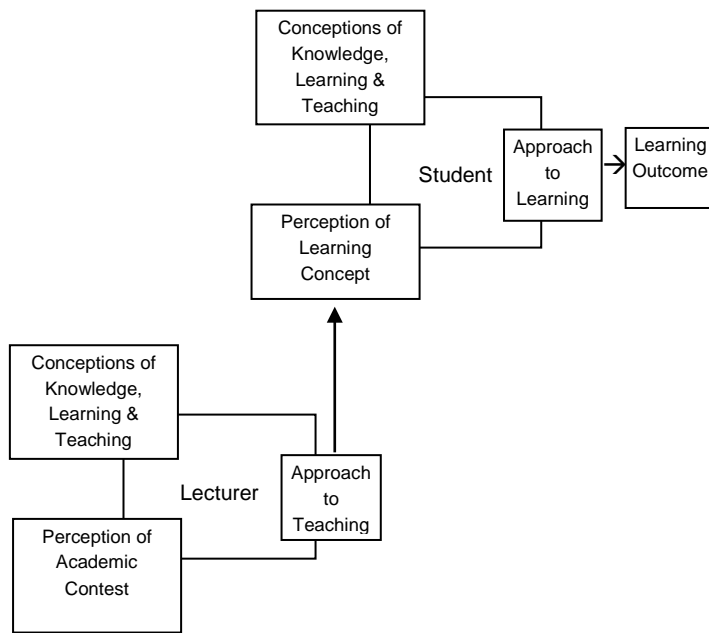 Conceptions of
Knowledge,
Learning &
Teaching
Student
Approach
to
Learning
Learning
Outcome
Perception of
Learning
Concept
Conceptions of
Knowledge,
Learning &
Teaching
Lecturer
Approach
to
Teaching
Perception of
Academic
Contest